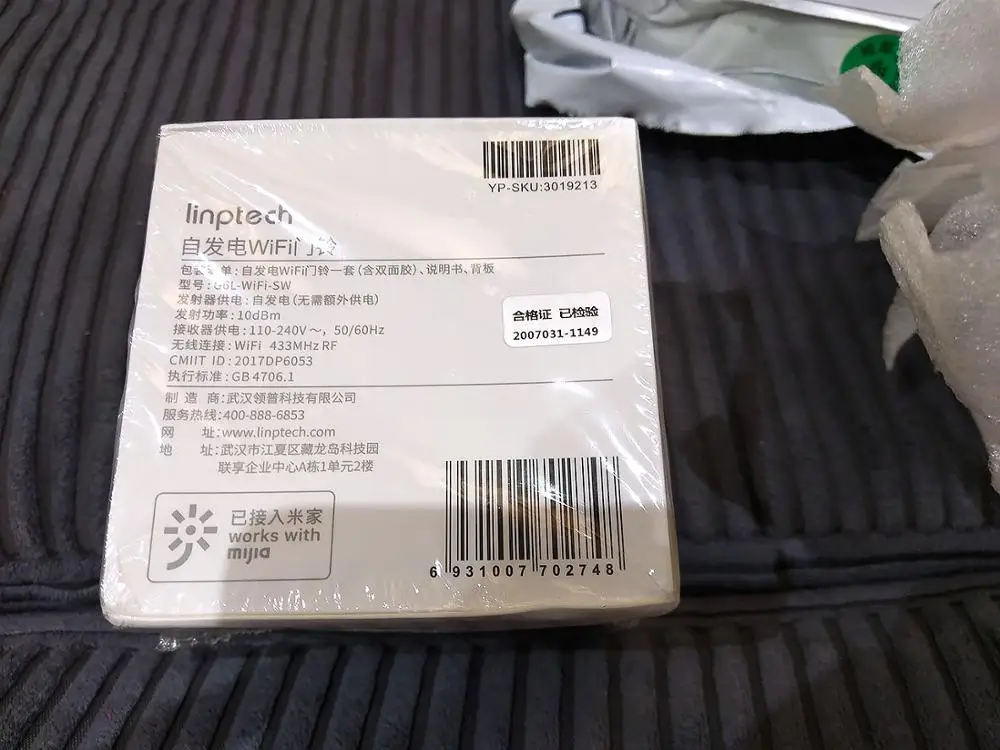 YP-SKU:3019213
linptech
自发电WiFi门铃
包装清单:自发电WiFi门铃一套(含双面胶)、说明书、背板
型号:G6L-WiFi-SW
发射器供电:自发电(无需额外供电)
发射功率:10dBm
接收器供电:110-240V～, 50/60Hz
无线连接:WiFi 433MHz RF
CMIIT ID:2017DP6053
执行标准:GB 4706.1
合格证 已检验
2007031-1149
制 造 商:武汉领普科技有限公司
服务热线:400-888-6853
网 址:www.linptech.com
地 址:武汉市江夏区藏龙岛科技园
联享企业中心A栋1单元2楼
已接入米家
works with
mijia
6 931007 702748